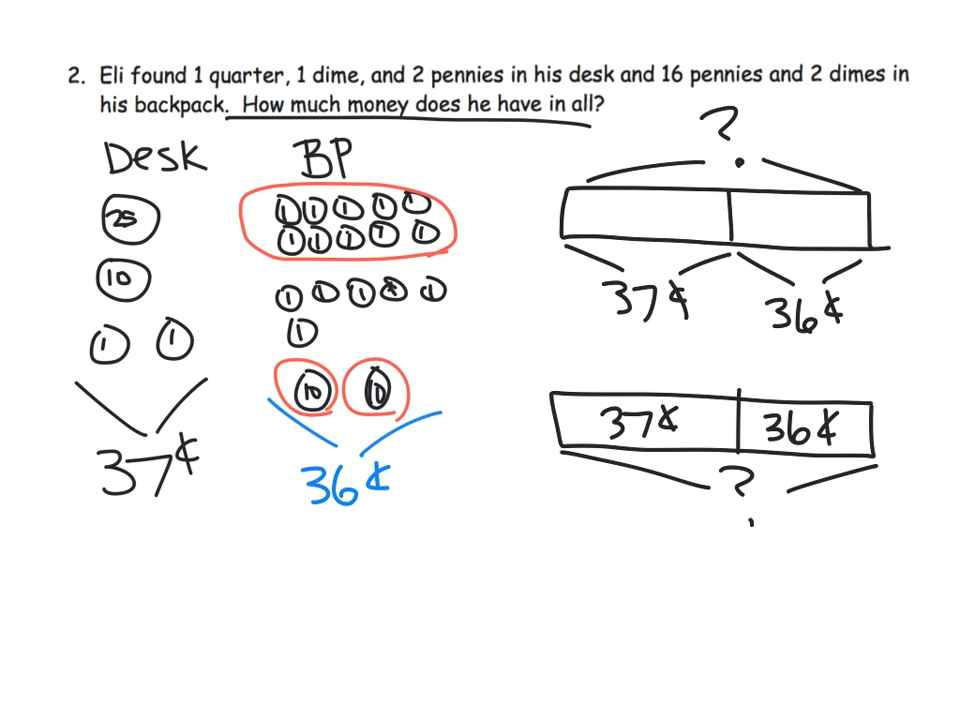 2. Eli found 1 quarter, 1 dime, and 2 pennies in his desk and 16 pennies and 2 dimes in
his backpack. How much money does he have in all?
Desk
BP
?
25
1 1 1 1 1
1 1 1 1 1
10
1 1 1 1 1
1 1
1
10 10
37¢
36¢
37¢ 36¢
37¢ 36¢
?